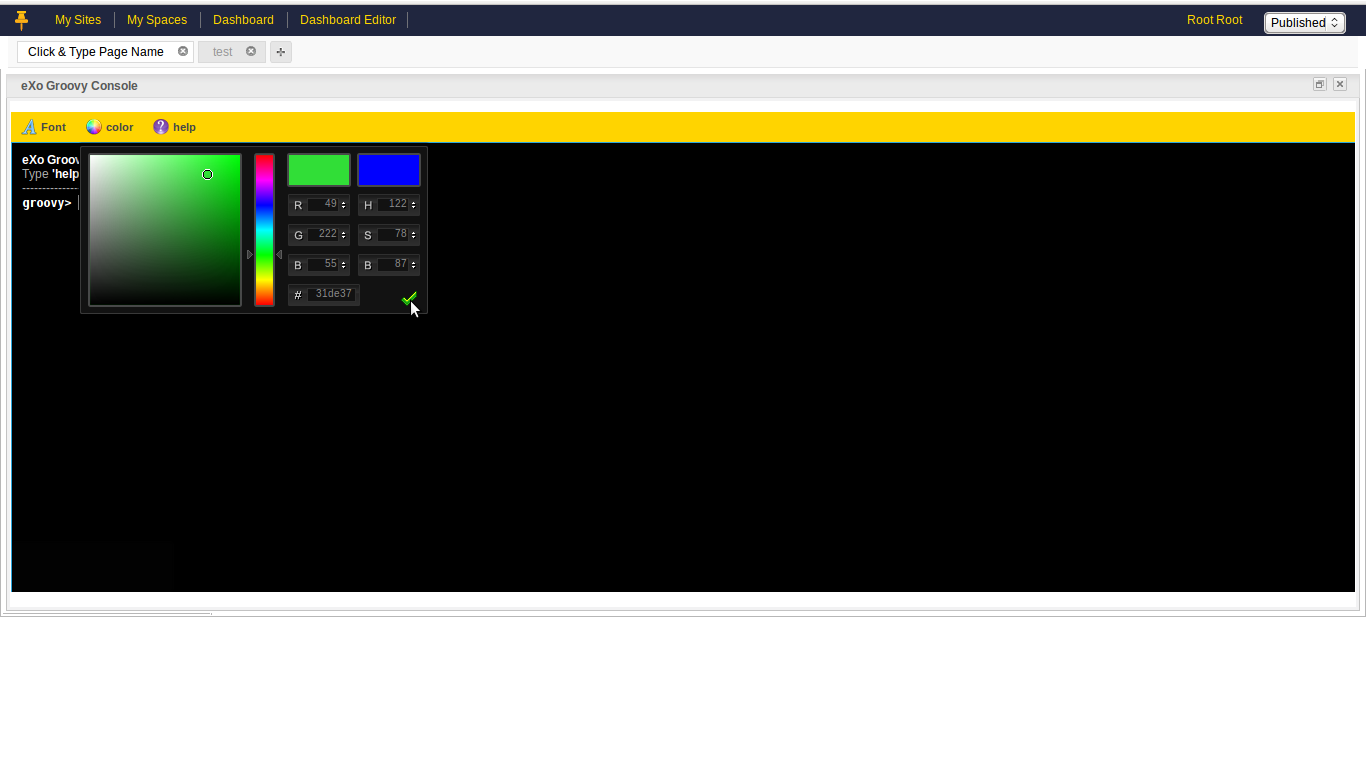 My Sites My Spaces Dashboard Dashboard Editor Root Root Published
Click & Type Page Name test
eXo Groovy Console
Font color help
eXo Groov
Type 'help
--------------
groovy>
R 49 H 122
G 222 S 78
B 55 B 87
# 31de37